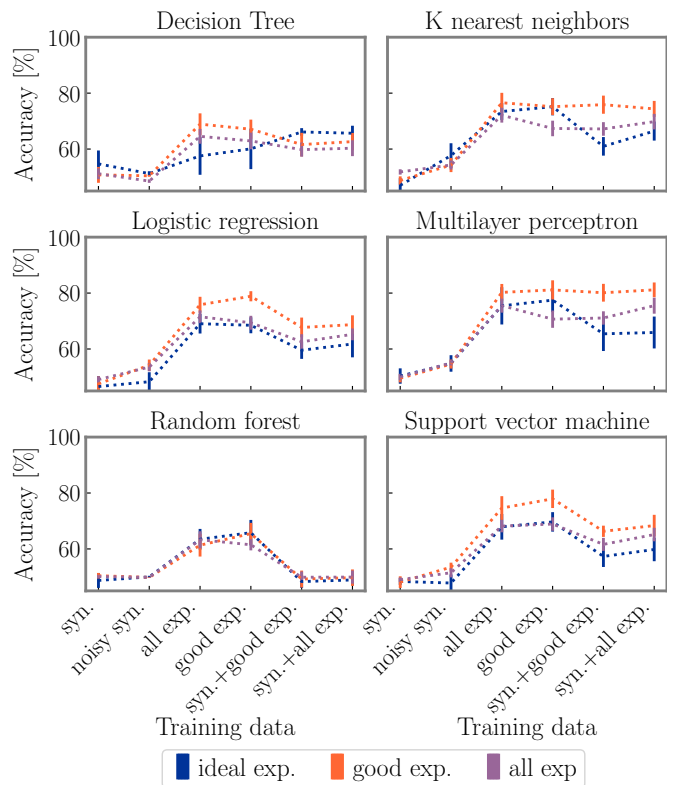 Decision Tree
K nearest neighbors
Accuracy [%]
100
80
60
Logistic regression
Multilayer perceptron
Accuracy [%]
100
80
60
Random forest
Support vector machine
Accuracy [%]
100
80
60
syn.
noisy syn.
all exp.
good exp.
syn.+good exp.
syn.+all exp.
syn.
noisy syn.
all exp.
good exp.
syn.+good exp.
syn.+all exp.
Training data
Training data
ideal exp.
good exp.
all exp